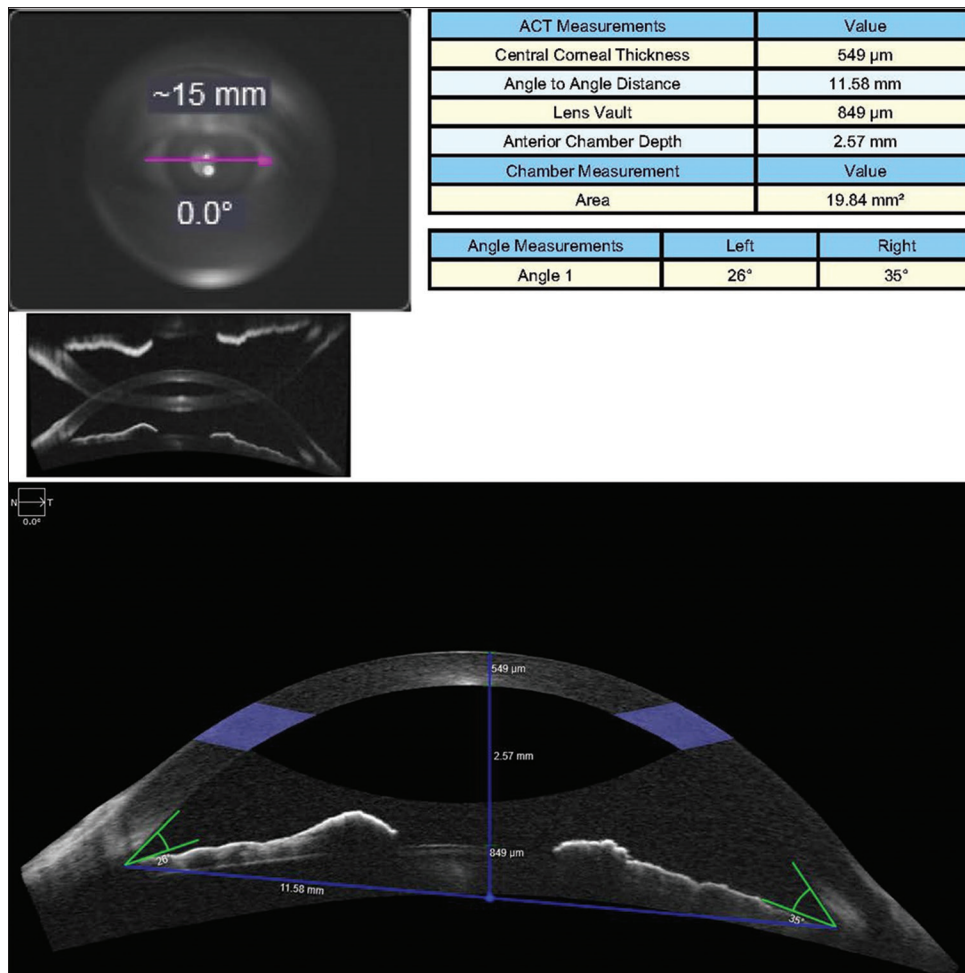 ~15 mm
0.0°
ACT Measurements Value
Central Corneal Thickness 549 µm
Angle to Angle Distance 11.58 mm
Lens Vault 849 µm
Anterior Chamber Depth 2.57 mm
Chamber Measurement Value
Area 19.84 mm²
Angle Measurements Left Right
Angle 1 26° 35°
N T
0.0°
549 µm
2.57 mm
849 µm
26°
11.58 mm
35°